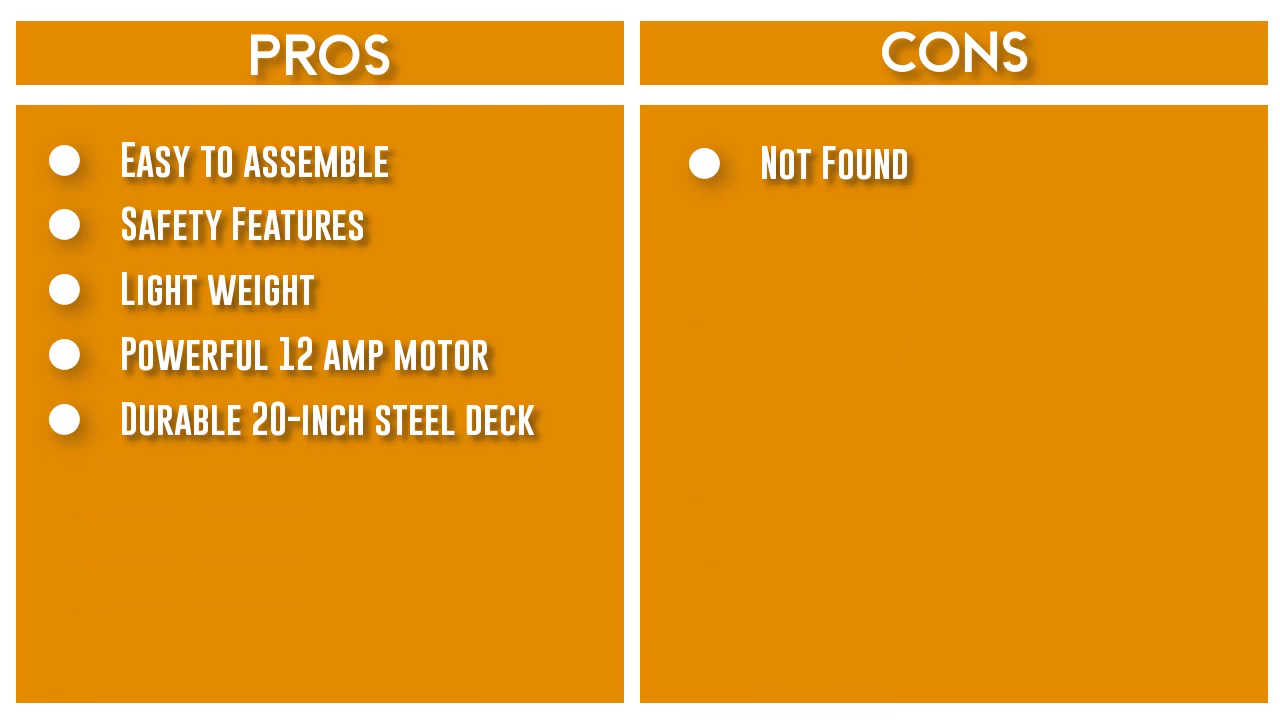 PROS
Easy to assemble
Safety Features
Light weight
Powerful 12 amp motor
Durable 20-inch steel deck
CONS
Not Found